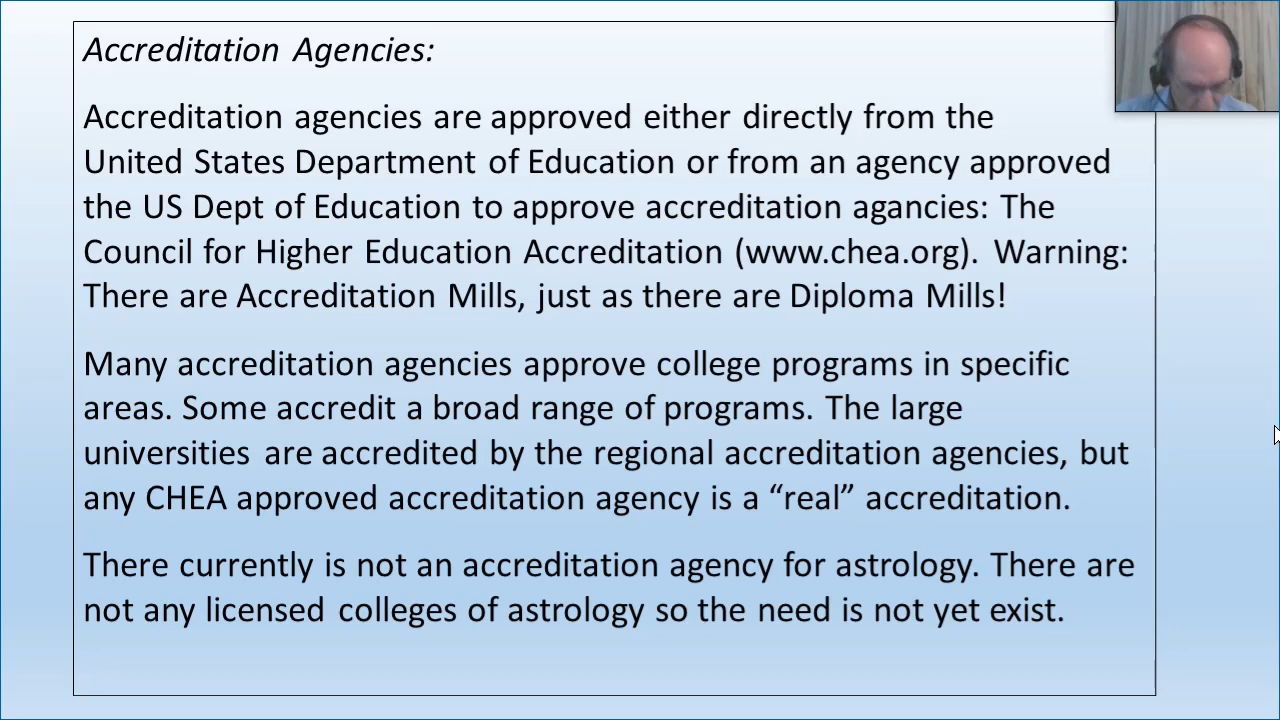 Accreditation Agencies:
Accreditation agencies are approved either directly from the
United States Department of Education or from an agency approved
the US Dept of Education to approve accreditation agancies: The
Council for Higher Education Accreditation (www.chea.org). Warning:
There are Accreditation Mills, just as there are Diploma Mills!
Many accreditation agencies approve college programs in specific
areas. Some accredit a broad range of programs. The large
universities are accredited by the regional accreditation agencies, but
any CHEA approved accreditation agency is a “real” accreditation.
There currently is not an accreditation agency for astrology. There are
not any licensed colleges of astrology so the need is not yet exist.